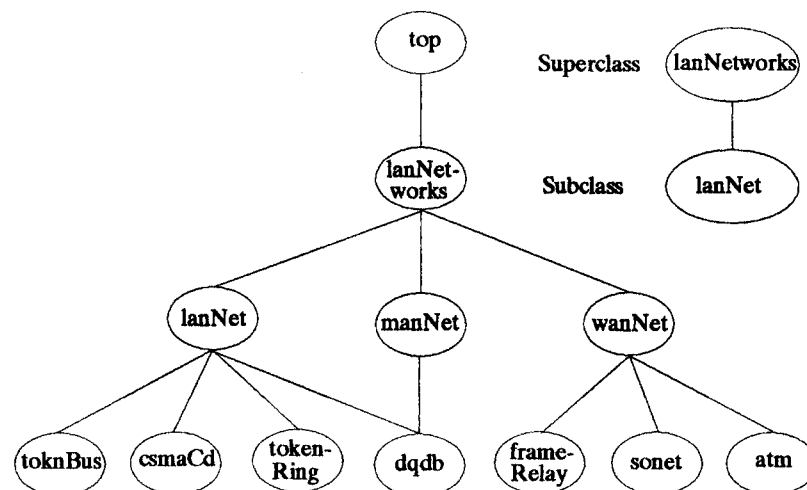 top
Superclass
lanNetworks
lanNet-
works
Subclass
lanNet
lanNet
manNet
wanNet
toknBus
csmaCd
token-
Ring
dqdb
frame-
Relay
sonet
atm